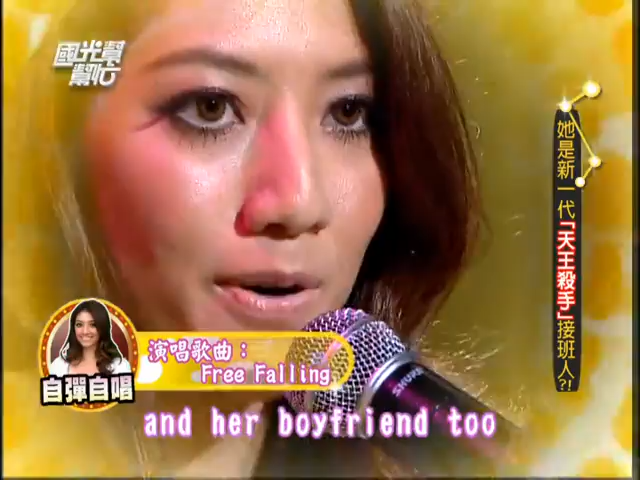 國光幫
幫忙
她是新一代「天王殺手」接班人?!
演唱歌曲：
Free Falling
自彈自唱
SHURE
and her boyfriend too